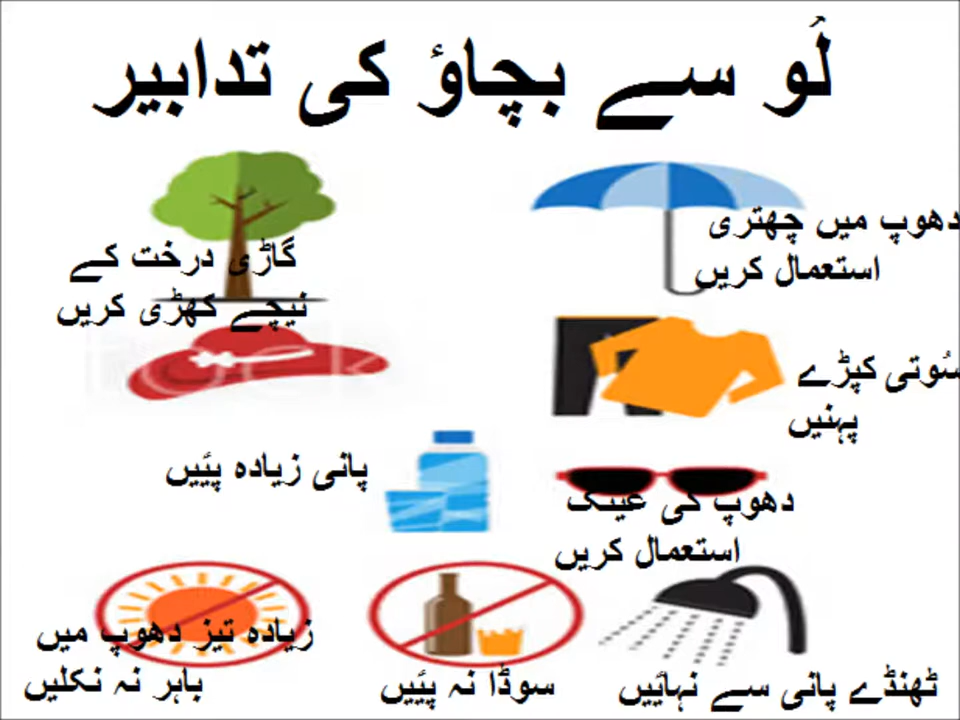 لُو سے بچاؤ کی تدابیر
دھوپ میں چھتری
استعمال کریں
گاڑی درخت کے
نیچے کھڑی کریں
سُوتی کپڑے
پہنیں
پانی زیادہ پئیں
دھوپ کی عینک
استعمال کریں
زیادہ تیز دھوپ میں
باہر نہ نکلیں
سوڈا نہ پئیں
ٹھنڈے پانی سے نہائیں